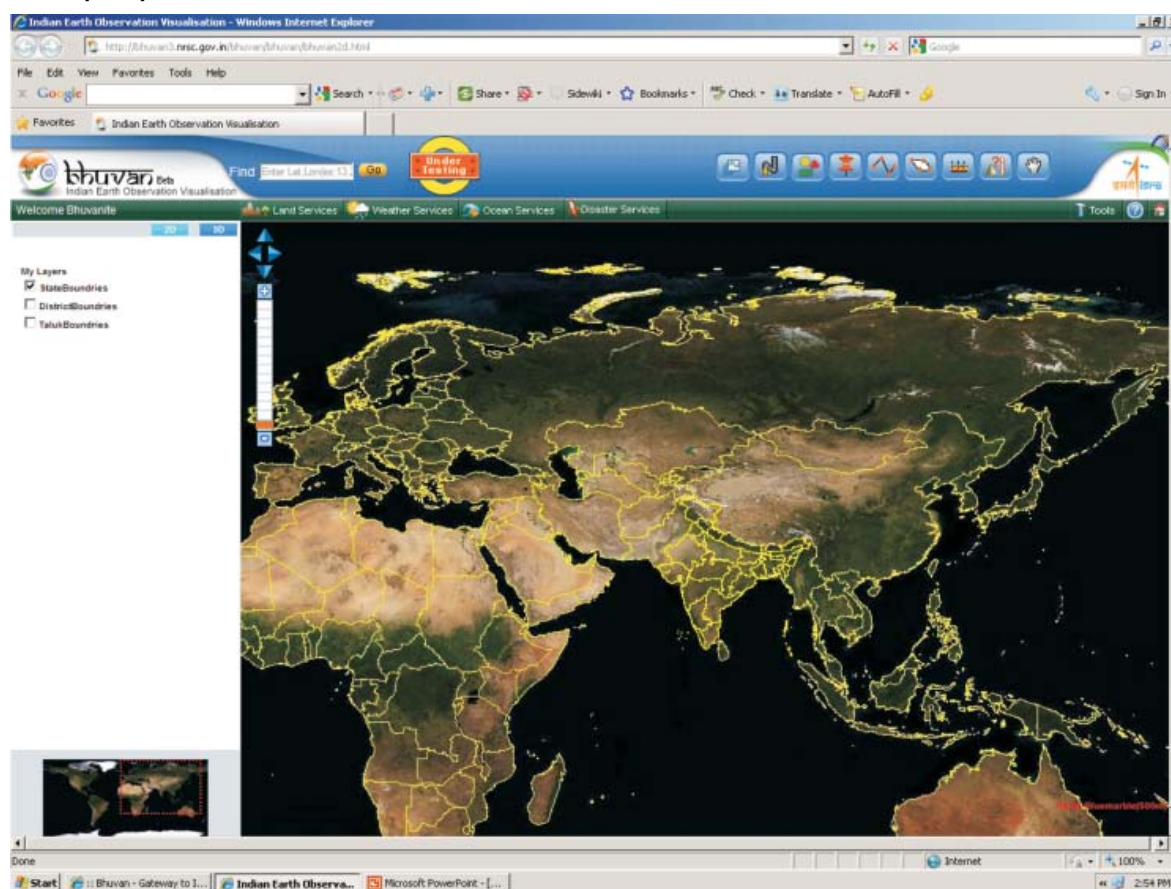 Indian Earth Observation Visualisation - Windows Internet Explorer
http://bhuvan3.nrsc.gov.in/bhuvan/bhuvan/bhuvan2d.html
Google
File Edit View Favorites Tools Help
x Google Search Share Sidewiki Bookmarks Check Translate AutoFill Sign In
Favorites Indian Earth Observation Visualisation
bhuvan Beta
Indian Earth Observation Visualisation
Find Go
Under Testing
इसरो isro
Welcome Bhuvanite Land Services Weather Services Ocean Services Disaster Services Tools
2D 3D
My Layers
StateBoundries
DistrictBoundries
TalukBoundries
Done Internet 100%
Start :: Bhuvan - Gateway to I... Indian Earth Observa... Microsoft PowerPoint - [... 2:54 PM